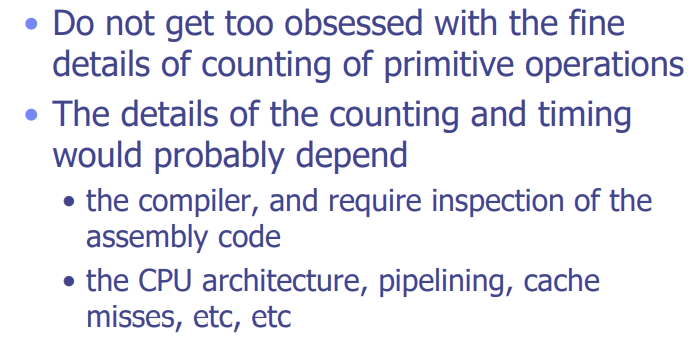 • Do not get too obsessed with the fine
details of counting of primitive operations
• The details of the counting and timing
would probably depend
• the compiler, and require inspection of the
assembly code
• the CPU architecture, pipelining, cache
misses, etc, etc